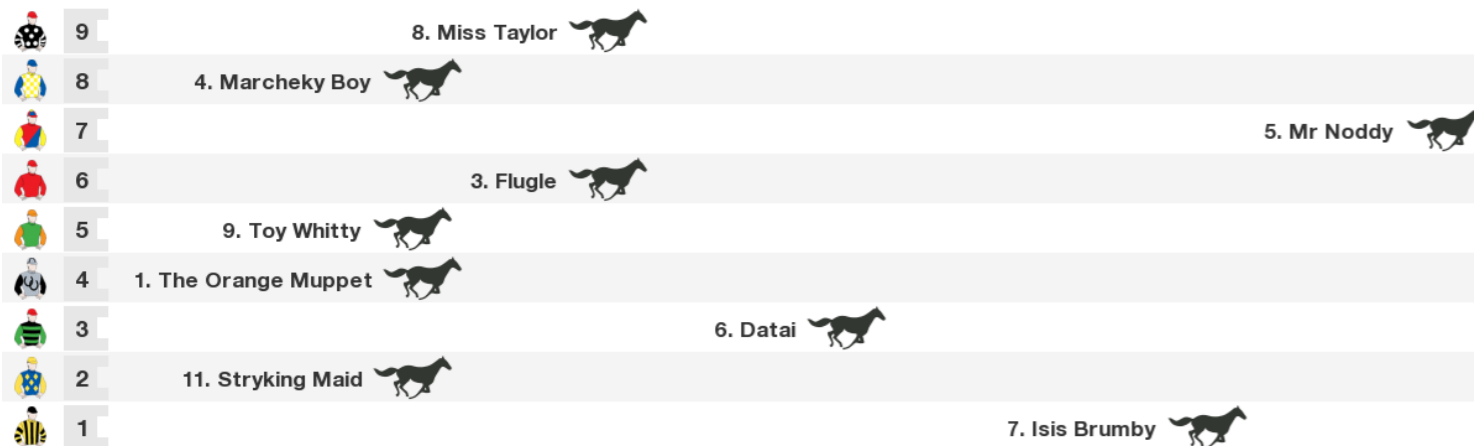 9 8. Miss Taylor
8 4. Marcheky Boy
7 5. Mr Noddy
6 3. Flugle
5 9. Toy Whitty
4 1. The Orange Muppet
3 6. Datai
2 11. Stryking Maid
1 7. Isis Brumby